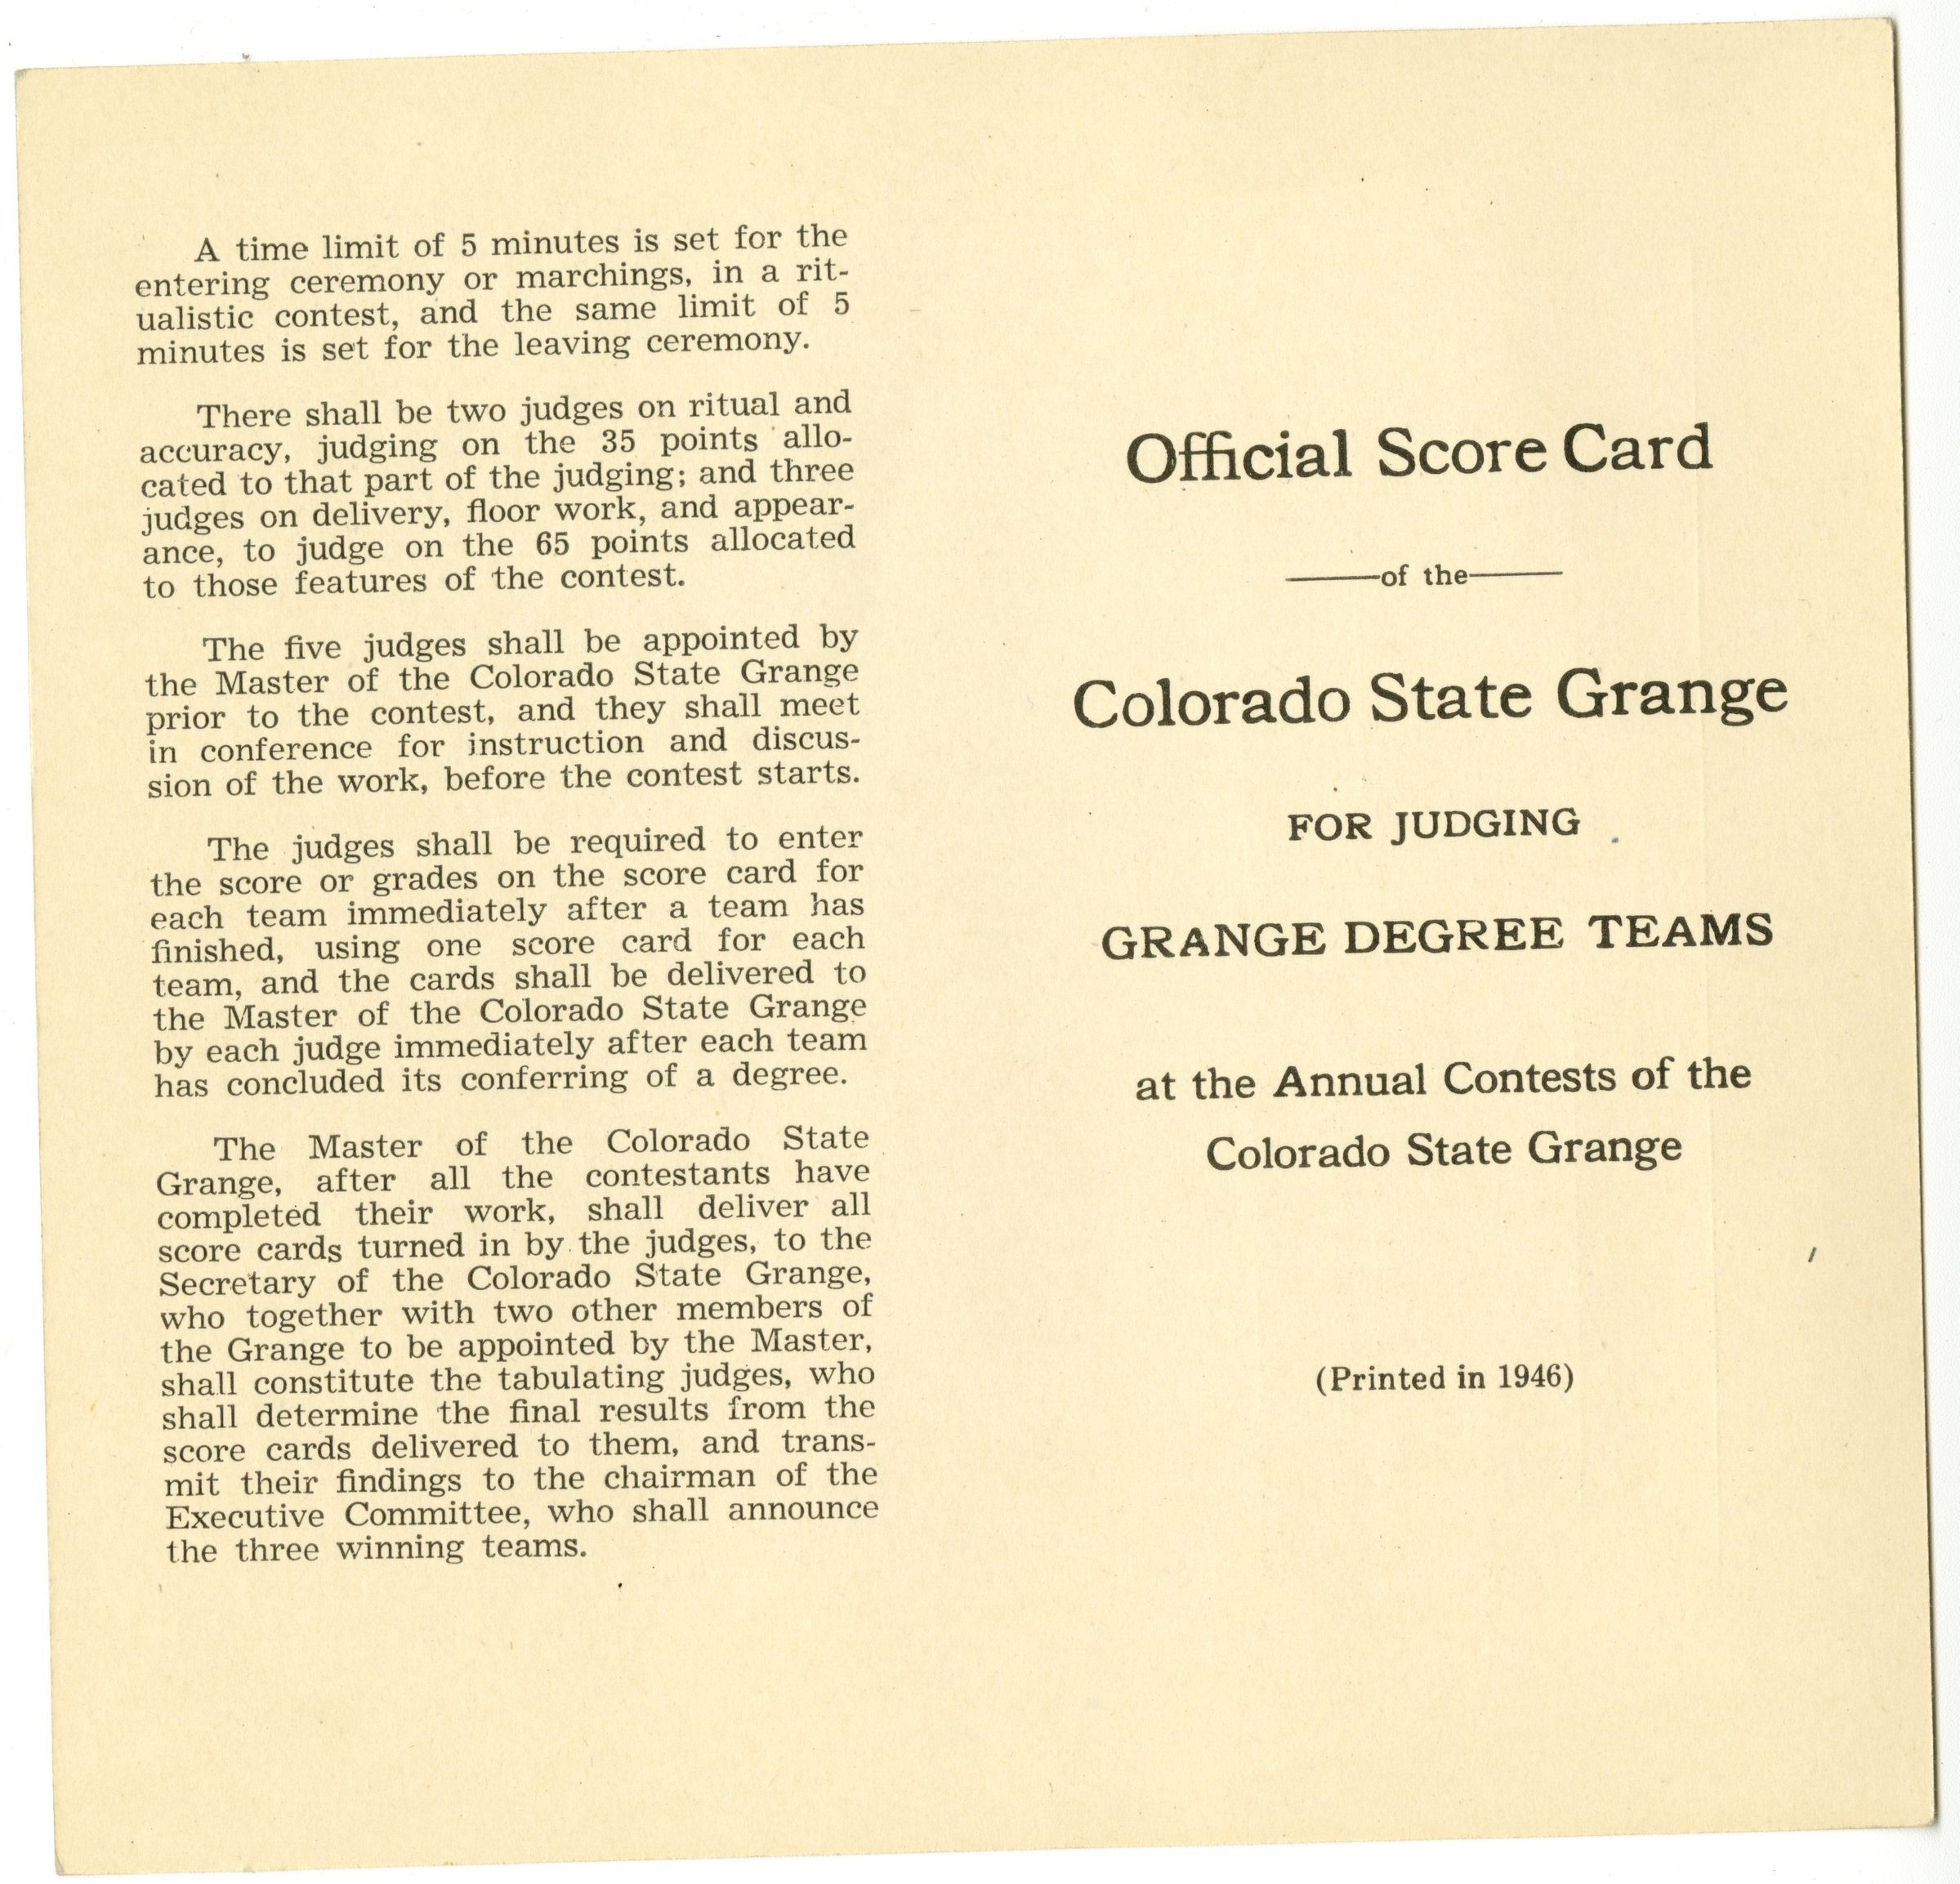 A time limit of 5 minutes is set for the
entering ceremony or marchings, in a rit-
ualistic contest, and the same limit of 5
minutes is set for the leaving ceremony.
There shall be two judges on ritual and
accuracy, judging on the 35 points allo-
cated to that part of the judging; and three
judges on delivery, floor work, and appear-
ance, to judge on the 65 points allocated
to those features of the contest.
The five judges shall be appointed by
the Master of the Colorado State Grange
prior to the contest, and they shall meet
in conference for instruction and discus-
sion of the work, before the contest starts.
The judges shall be required to enter
the score or grades on the score card for
each team immediately after a team has
finished, using one score card for each
team, and the cards shall be delivered to
the Master of the Colorado State Grange
by each judge immediately after each team
has concluded its conferring of a degree.
The Master of the Colorado State
Grange, after all the contestants have
completed their work, shall deliver all
score cards turned in by the judges, to the
Secretary of the Colorado State Grange,
who together with two other members of
the Grange to be appointed by the Master,
shall constitute the tabulating judges, who
shall determine the final results from the
score cards delivered to them, and trans-
mit their findings to the chairman of the
Executive Committee, who shall announce
the three winning teams.
Official Score Card
of the
Colorado State Grange
FOR JUDGING
GRANGE DEGREE TEAMS
at the Annual Contests of the
Colorado State Grange
(Printed in 1946)